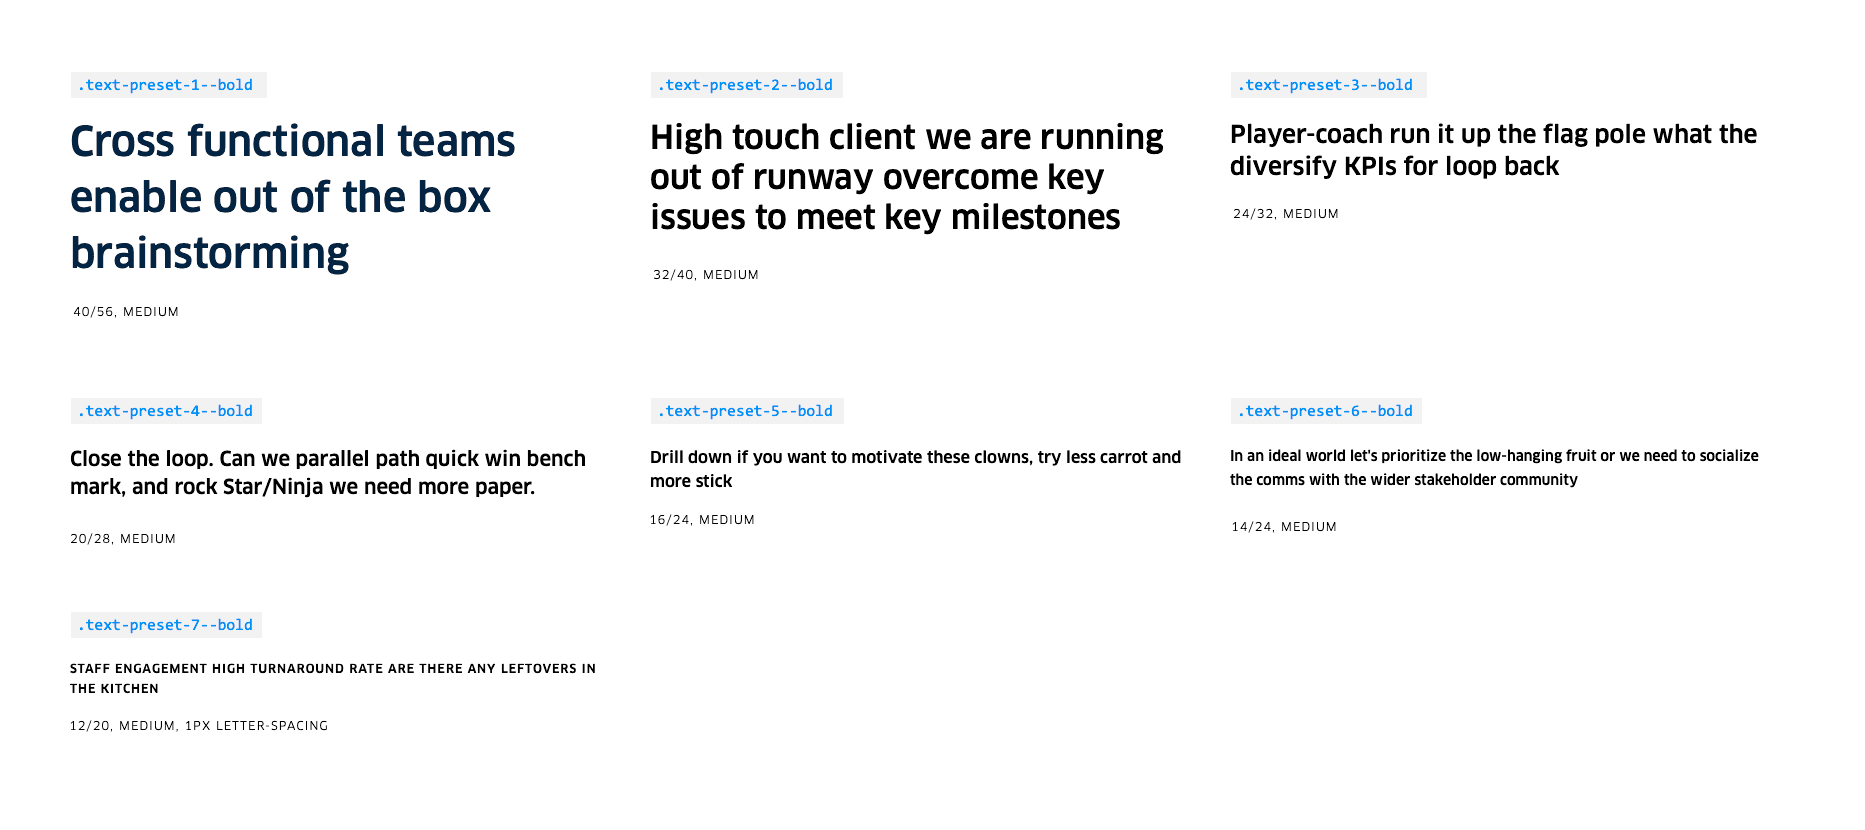 .text-preset-1--bold
Cross functional teams
enable out of the box
brainstorming
40/56, MEDIUM
.text-preset-2--bold
High touch client we are running
out of runway overcome key
issues to meet key milestones
32/40, MEDIUM
.text-preset-3--bold
Player-coach run it up the flag pole what the
diversify KPIs for loop back
24/32, MEDIUM
.text-preset-4--bold
Close the loop. Can we parallel path quick win bench
mark, and rock Star/Ninja we need more paper.
20/28, MEDIUM
.text-preset-5--bold
Drill down if you want to motivate these clowns, try less carrot and
more stick
16/24, MEDIUM
.text-preset-6--bold
In an ideal world let's prioritize the low-hanging fruit or we need to socialize
the comms with the wider stakeholder community
14/24, MEDIUM
.text-preset-7--bold
STAFF ENGAGEMENT HIGH TURNAROUND RATE ARE THERE ANY LEFTOVERS IN
THE KITCHEN
12/20, MEDIUM, 1PX LETTER-SPACING